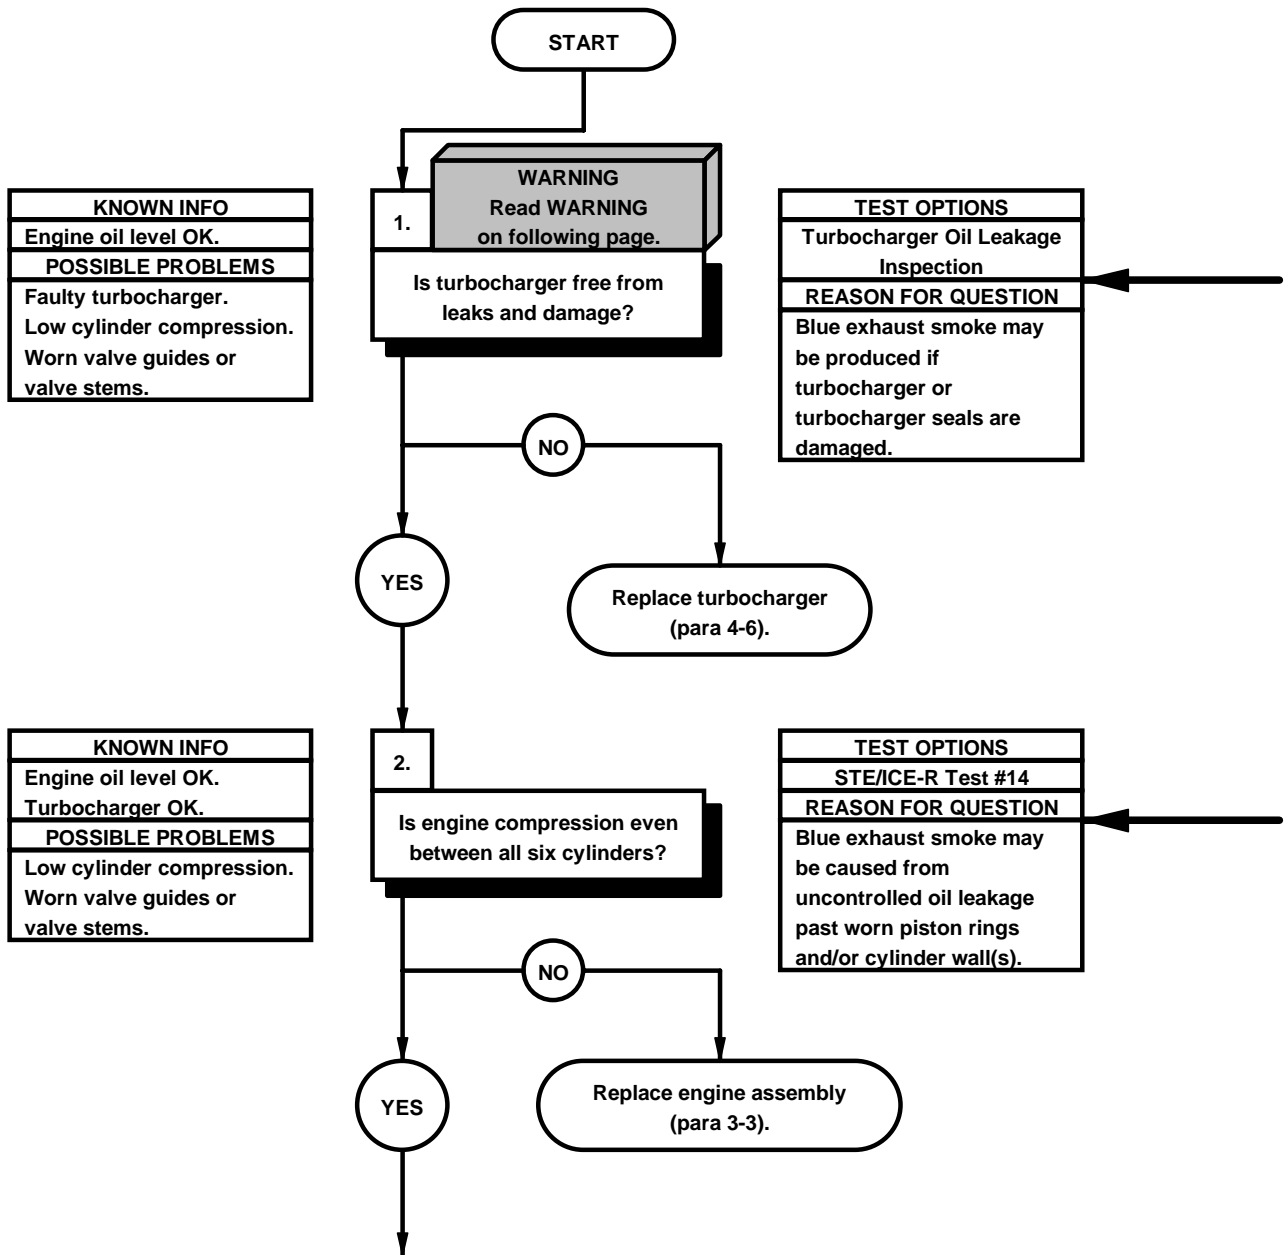 START
WARNING
Read WARNING
on following page.
KNOWN INFO
Engine oil level OK.
POSSIBLE PROBLEMS
Faulty turbocharger.
Low cylinder compression.
Worn valve guides or
valve stems.
1.
Is turbocharger free from
leaks and damage?
TEST OPTIONS
Turbocharger Oil Leakage
Inspection
REASON FOR QUESTION
Blue exhaust smoke may
be produced if
turbocharger or
turbocharger seals are
damaged.
NO
YES
Replace turbocharger
(para 4-6).
KNOWN INFO
Engine oil level OK.
Turbocharger OK.
POSSIBLE PROBLEMS
Low cylinder compression.
Worn valve guides or
valve stems.
2.
Is engine compression even
between all six cylinders?
TEST OPTIONS
STE/ICE-R Test #14
REASON FOR QUESTION
Blue exhaust smoke may
be caused from
uncontrolled oil leakage
past worn piston rings
and/or cylinder wall(s).
NO
YES
Replace engine assembly
(para 3-3).